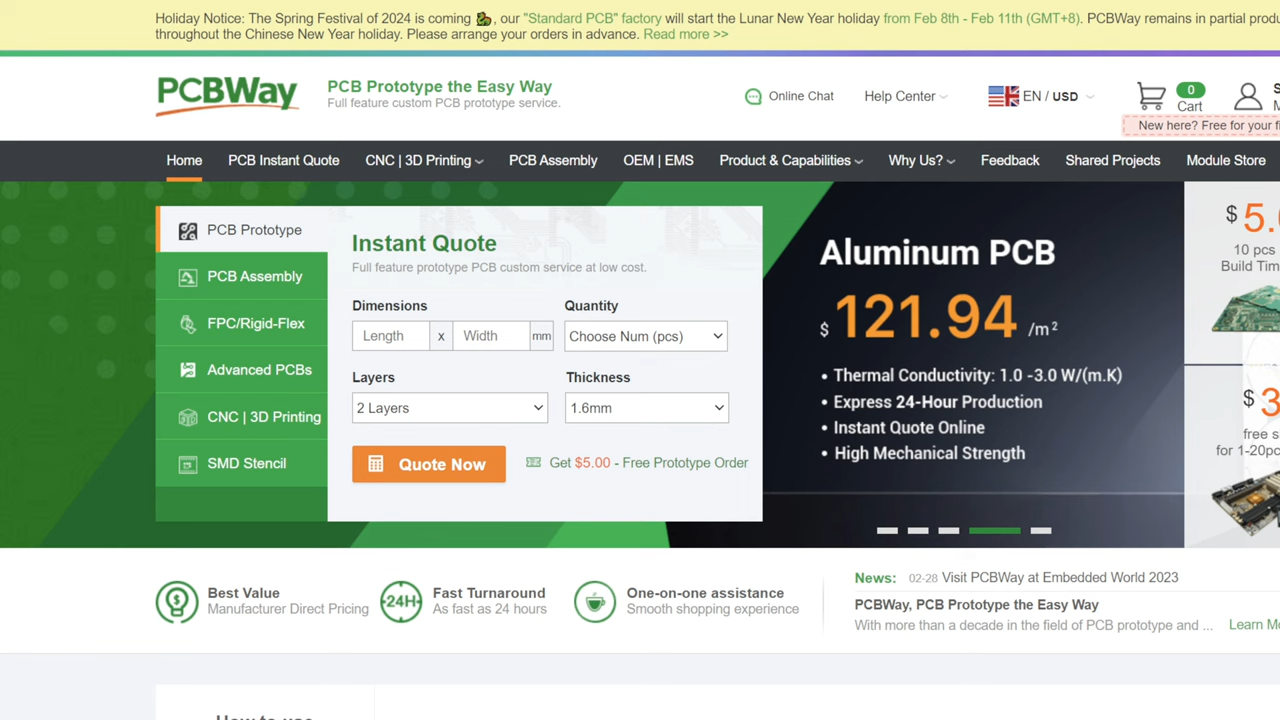 Holiday Notice: The Spring Festival of 2024 is coming 🐉, our "Standard PCB" factory will start the Lunar New Year holiday from Feb 8th - Feb 11th (GMT+8). PCBWay remains in partial
throughout the Chinese New Year holiday. Please arrange your orders in advance. Read more >>
PCBWay
PCB Prototype the Easy Way
Full feature custom PCB prototype service.
Online Chat
Help Center
EN / USD
0
Cart
New here? Free for your
Home
PCB Instant Quote
CNC | 3D Printing
PCB Assembly
OEM | EMS
Product & Capabilities
Why Us?
Feedback
Shared Projects
Module Store
PCB Prototype
PCB Assembly
FPC/Rigid-Flex
Advanced PCBs
CNC | 3D Printing
SMD Stencil
Instant Quote
Full feature prototype PCB custom service at low cost.
Dimensions
Quantity
Length x Width mm
Choose Num (pcs)
Layers
Thickness
2 Layers
1.6mm
Quote Now
Get $5.00 - Free Prototype Order
Aluminum PCB
$ 121.94 /m²
• Thermal Conductivity: 1.0 -3.0 W/(m.K)
• Express 24-Hour Production
• Instant Quote Online
• High Mechanical Strength
$ 5.
10 pcs
Build
$ 3
free
for 1-20
Best Value
Manufacturer Direct Pricing
24H
Fast Turnaround
As fast as 24 hours
One-on-one assistance
Smooth shopping experience
News: 02-28 Visit PCBWay at Embedded World 2023
PCBWay, PCB Prototype the Easy Way
With more than a decade in the field of PCB prototype and ...
Learn
How to use